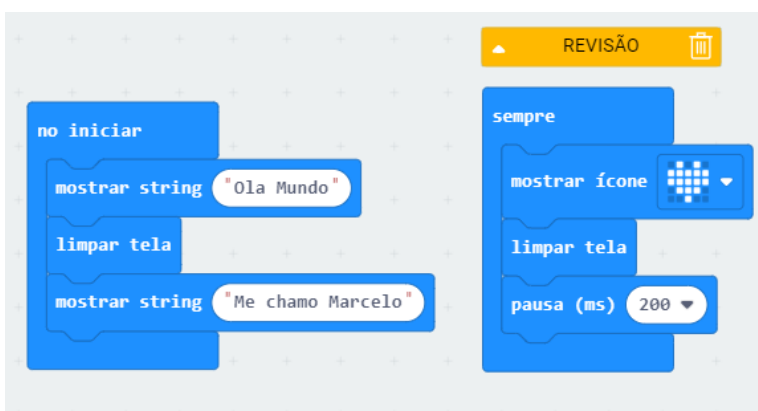 REVISÃO
no iniciar
mostrar string "Ola Mundo"
limpar tela
mostrar string "Me chamo Marcelo"
sempre
mostrar ícone
limpar tela
pausa (ms) 200